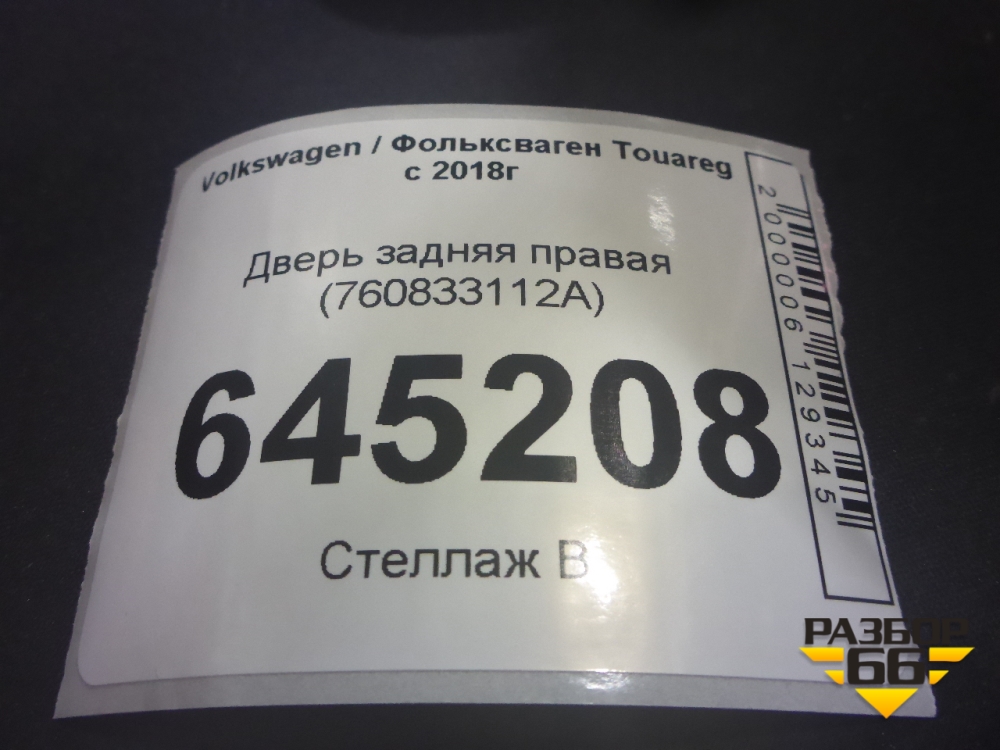 Volkswagen / Фольксваген Touareg
с 2018г
Дверь задняя правая
(760833112A)
645208
Стеллаж В
2000006129345
РАЗБОР
66